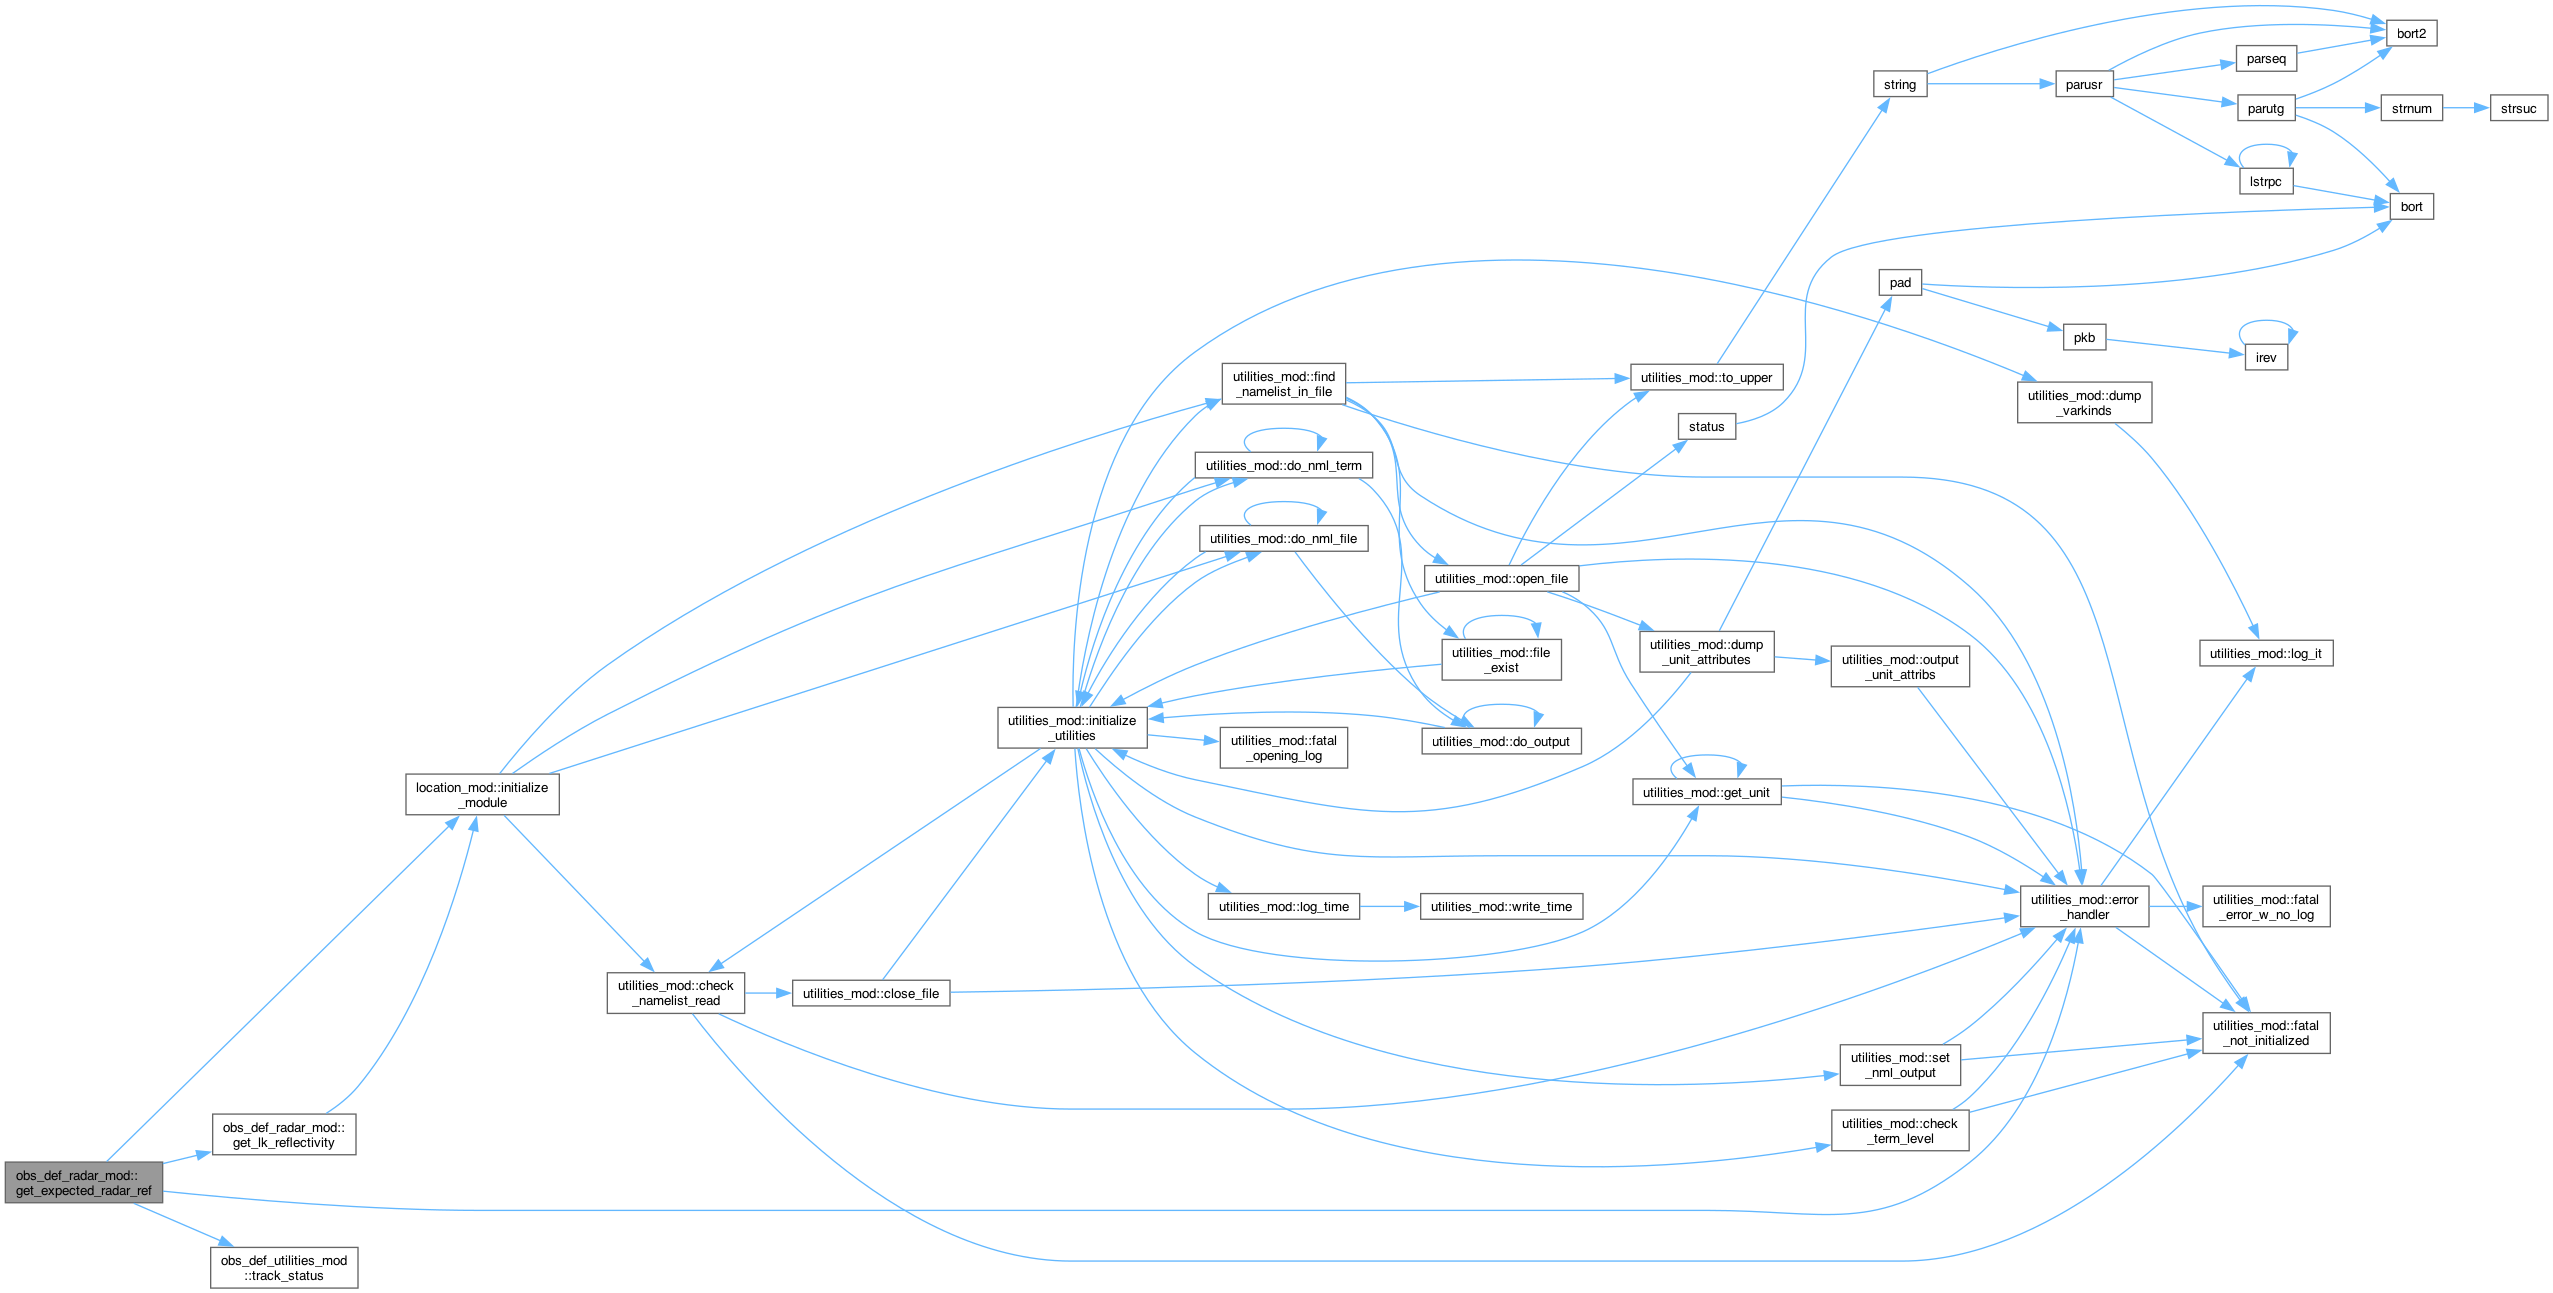 bort2
parseq
string
parusr
parutg
strnum
strsuc
lstrpc
bort
pad
pkb
irev
utilities_mod::find
_namelist_in_file
utilities_mod::to_upper
utilities_mod::dump
_varkinds
status
utilities_mod::do_nml_term
utilities_mod::do_nml_file
utilities_mod::open_file
utilities_mod::file
_exist
utilities_mod::dump
_unit_attributes
utilities_mod::output
_unit_attribs
utilities_mod::log_it
utilities_mod::initialize
_utilities
utilities_mod::fatal
_opening_log
utilities_mod::do_output
location_mod::initialize
_module
utilities_mod::get_unit
utilities_mod::log_time
utilities_mod::write_time
utilities_mod::error
_handler
utilities_mod::fatal
_error_w_no_log
utilities_mod::check
_namelist_read
utilities_mod::close_file
utilities_mod::fatal
_not_initialized
utilities_mod::set
_nml_output
utilities_mod::check
_term_level
obs_def_radar_mod::
get_lk_reflectivity
obs_def_radar_mod::
get_expected_radar_ref
obs_def_utilities_mod
::track_status